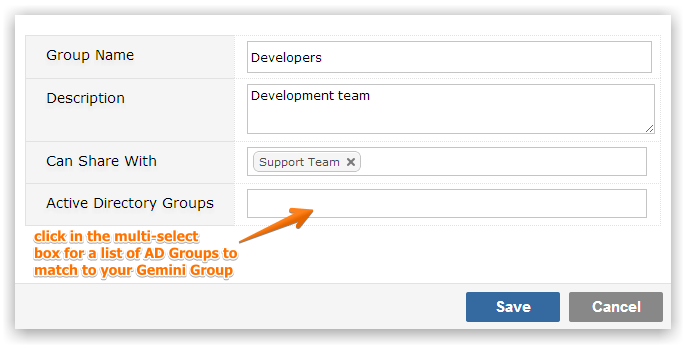 Group Name
Developers
Description
Development team
Can Share With
Support Team
Active Directory Groups
click in the multi-select
box for a list of AD Groups to
match to your Gemini Group
Save
Cancel